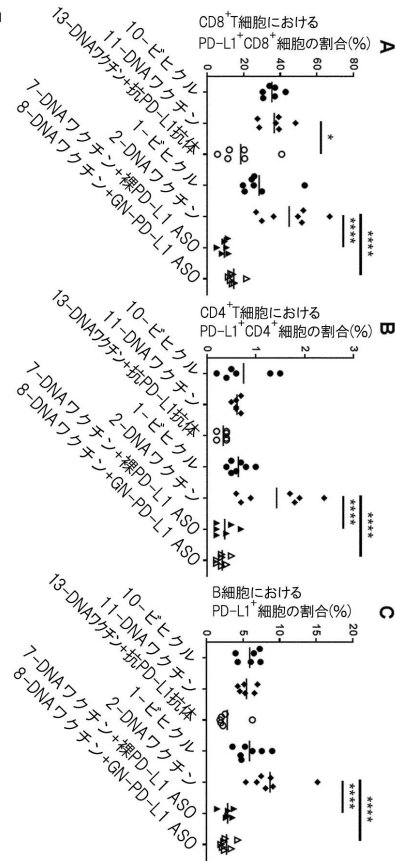 A
CD8⁺T細胞における
PD-L1⁺CD8⁺細胞の割合(%)
0
20
40
60
80
*
****
****
10-ビヒクル
11-DNAワクチン
13-DNAワクチン+抗PD-L1抗体
1-ビヒクル
2-DNAワクチン
7-DNAワクチン+裸PD-L1 ASO
8-DNAワクチン+GN-PD-L1 ASO
B
CD4⁺T細胞における
PD-L1⁺CD4⁺細胞の割合(%)
0
1
2
3
****
****
10-ビヒクル
11-DNAワクチン
13-DNAワクチン+抗PD-L1抗体
1-ビヒクル
2-DNAワクチン
7-DNAワクチン+裸PD-L1 ASO
8-DNAワクチン+GN-PD-L1 ASO
C
B細胞における
PD-L1⁺細胞の割合(%)
0
5
10
15
20
****
****
10-ビヒクル
11-DNAワクチン
13-DNAワクチン+抗PD-L1抗体
1-ビヒクル
2-DNAワクチン
7-DNAワクチン+裸PD-L1 ASO
8-DNAワクチン+GN-PD-L1 ASO